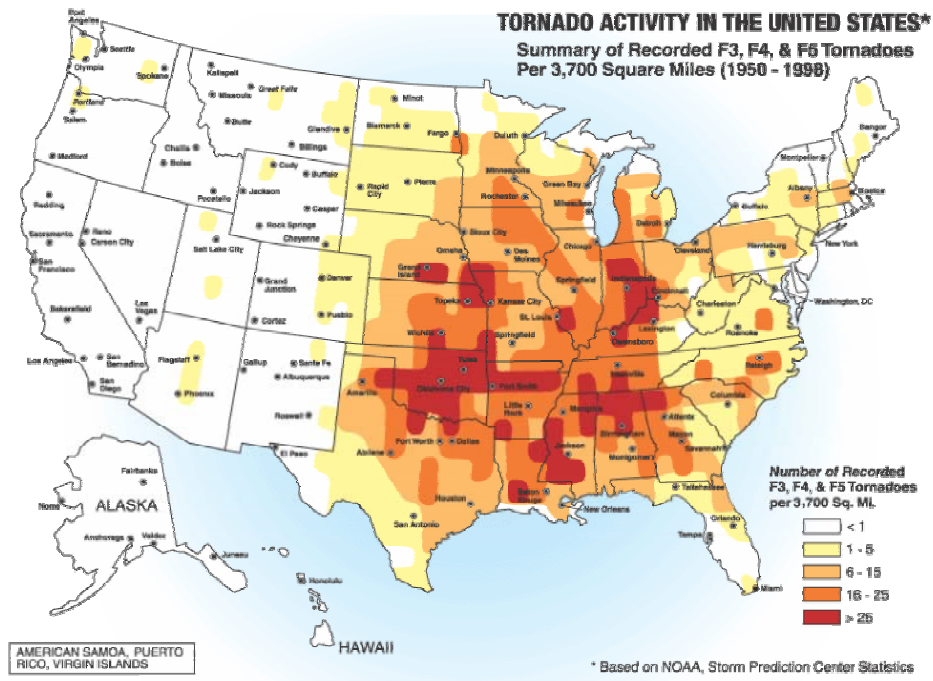 TORNADO ACTIVITY IN THE UNITED STATES*
Summary of Recorded F3, F4, & F5 Tornadoes
Per 3,700 Square Miles (1950 - 1998)
Port
Angeles
Seattle
Olympia
Spokane
Portland
Salem
Medford
Kalispell
Great Falls
Missoula
Butte
Glendive
Billings
Challis
Boise
Pocatello
Cody
Buffalo
Jackson
Casper
Rock Springs
Cheyenne
Minot
Bismarck
Fargo
Duluth
Rapid
City
Pierre
Minneapolis
Rochester
Green Bay
Milwaukee
Sioux City
Omaha
Des
Moines
Grand
Island
Chicago
Detroit
Cleveland
Buffalo
Albany
Montpelier
Bangor
Boston
New York
Harrisburg
Washington, DC
Redding
Reno
Carson City
Sacramento
San
Francisco
Bakersfield
Las
Vegas
Los Angeles
San
Bernadino
San
Diego
Salt Lake City
Grand
Junction
Cortez
Denver
Pueblo
Flagstaff
Phoenix
Gallup
Santa Fe
Albuquerque
Roswell
El Paso
Topeka
Kansas City
Wichita
Springfield
St. Louis
Springfield
Indianapolis
Cincinnati
Charleston
Lexington
Owensboro
Roanoke
Raleigh
Nashville
Tulsa
Oklahoma City
Fort Smith
Amarillo
Little
Rock
Memphis
Columbia
Atlanta
Birmingham
Macon
Savannah
Montgomery
Jackson
Fort Worth
Dallas
Abilene
Houston
San Antonio
Baton
Rouge
New Orleans
Tallahassee
Orlando
Tampa
Miami
Fairbanks
Nome
ALASKA
Anchorage
Valdez
Juneau
Honolulu
HAWAII
Number of Recorded
F3, F4, & F5 Tornadoes
per 3,700 Sq. Mi.
< 1
1 - 5
6 - 15
16 - 25
> 25
AMERICAN SAMOA, PUERTO
RICO, VIRGIN ISLANDS
* Based on NOAA, Storm Prediction Center Statistics